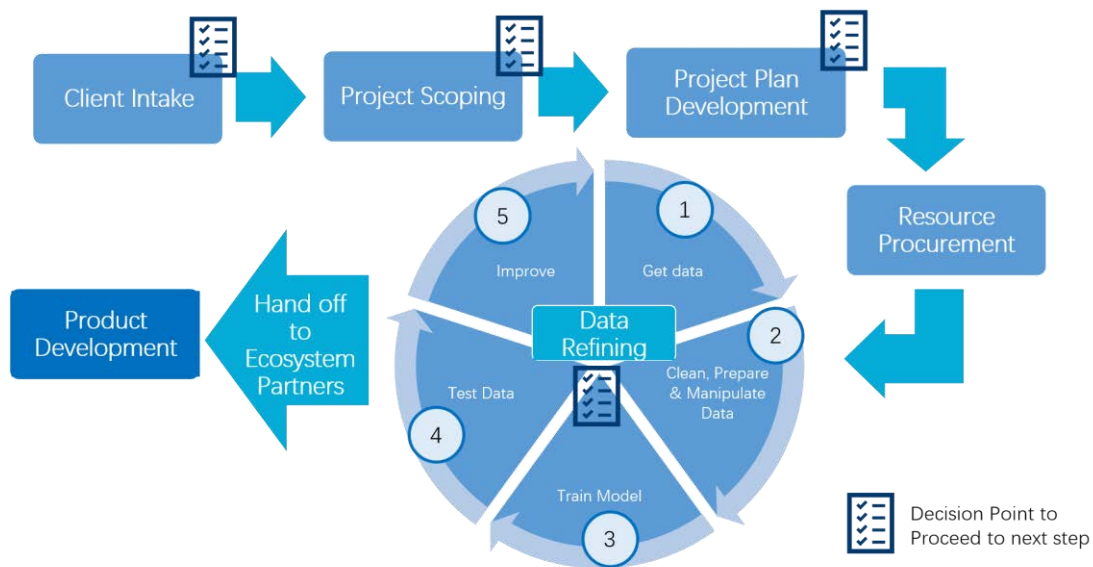 Client Intake
Project Scoping
Project Plan
Development
Resource
Procurement
1
Get data
2
Clean, Prepare
& Manipulate
Data
3
Train Model
4
Test Data
5
Improve
Data
Refining
Hand off
to
Ecosystem
Partners
Product
Development
Decision Point to
Proceed to next step